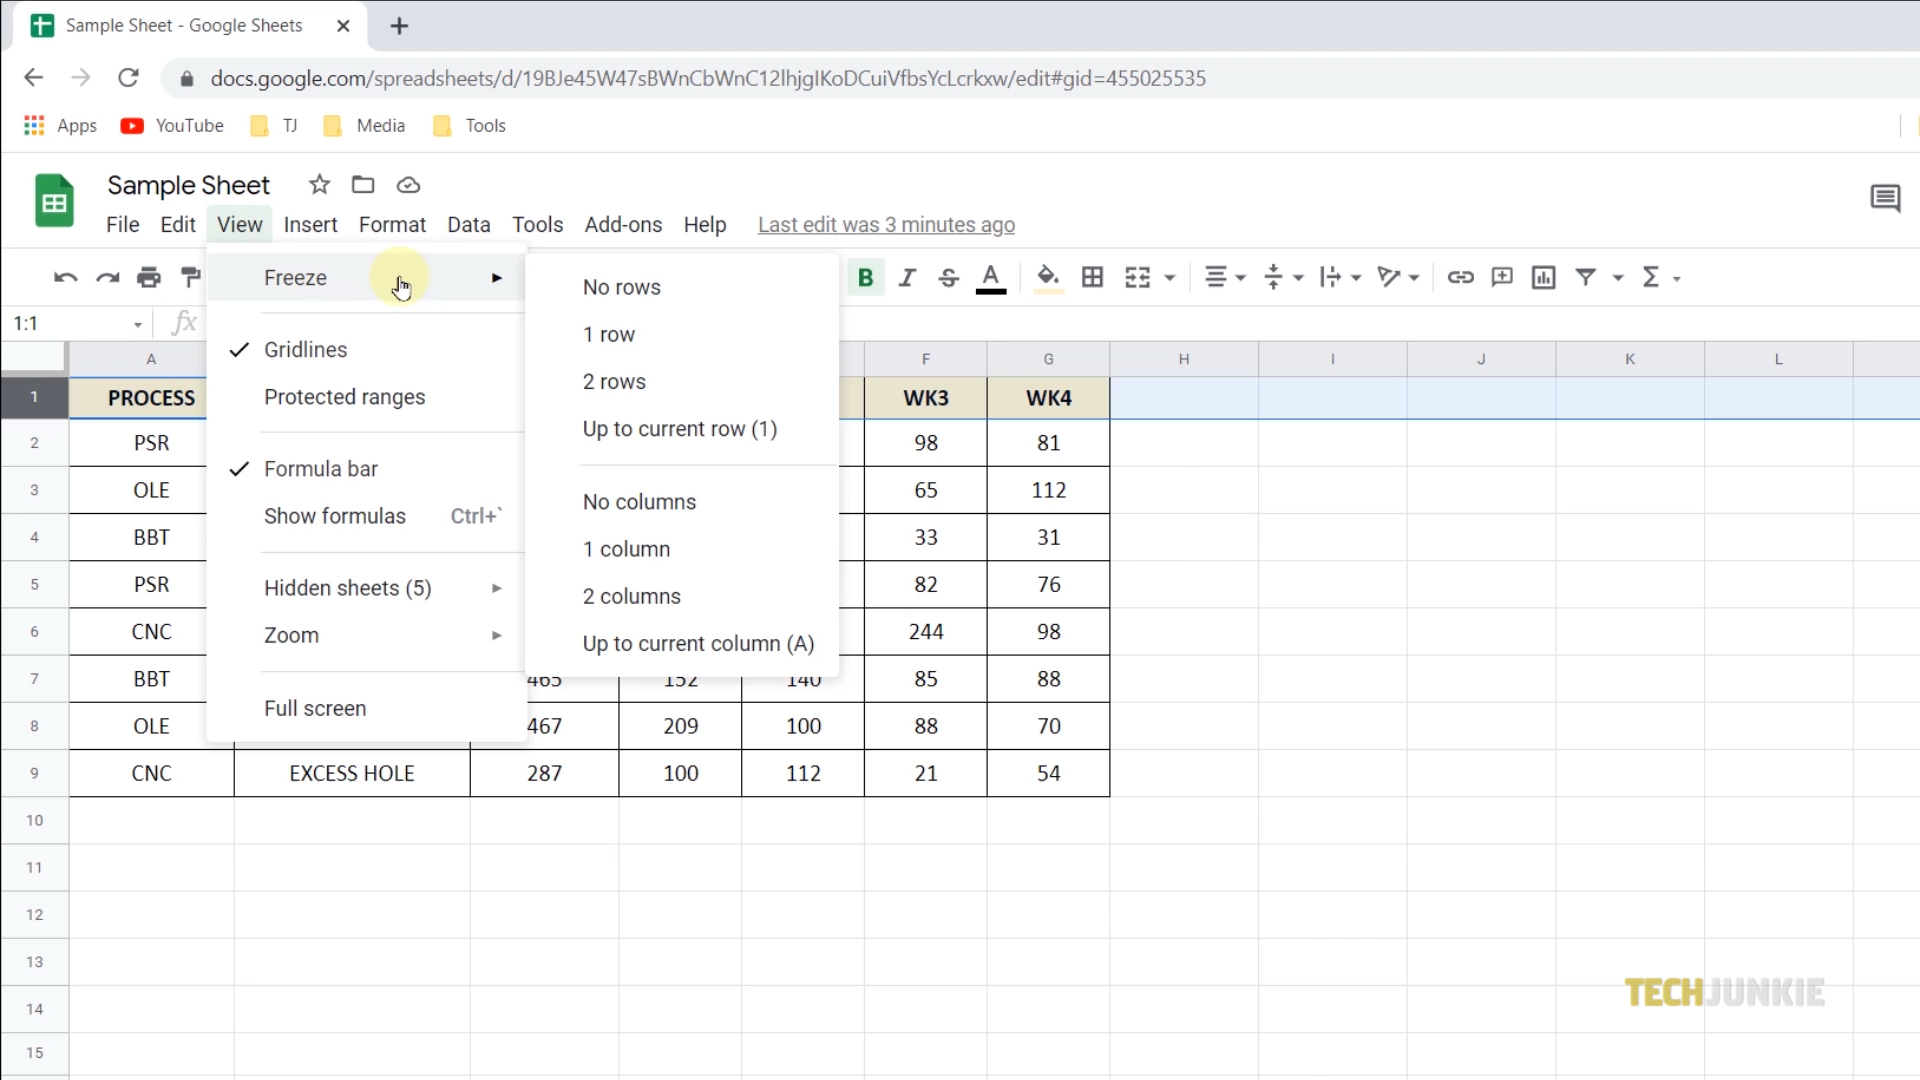 Sample Sheet - Google Sheets
docs.google.com/spreadsheets/d/19BJe45W47sBWnCbWnC12lhjgIKoDCuiVfbsYcLcrkxw/edit#gid=455025535
Apps YouTube TJ Media Tools
Sample Sheet
File Edit View Insert Format Data Tools Add-ons Help Last edit was 3 minutes ago
Freeze
Gridlines
Protected ranges
Formula bar
Show formulas Ctrl+`
Hidden sheets (5)
Zoom
Full screen
No rows
1 row
2 rows
Up to current row (1)
No columns
1 column
2 columns
Up to current column (A)
B I S A Σ
1:1 fx
A F G H I J K L
1 PROCESS WK3 WK4
2 PSR 98 81
3 OLE 65 112
4 BBT 33 31
5 PSR 82 76
6 CNC 244 98
7 BBT 465 152 140 85 88
8 OLE 467 209 100 88 70
9 CNC EXCESS HOLE 287 100 112 21 54
10
11
12
13
14
15
TECHJUNKIE